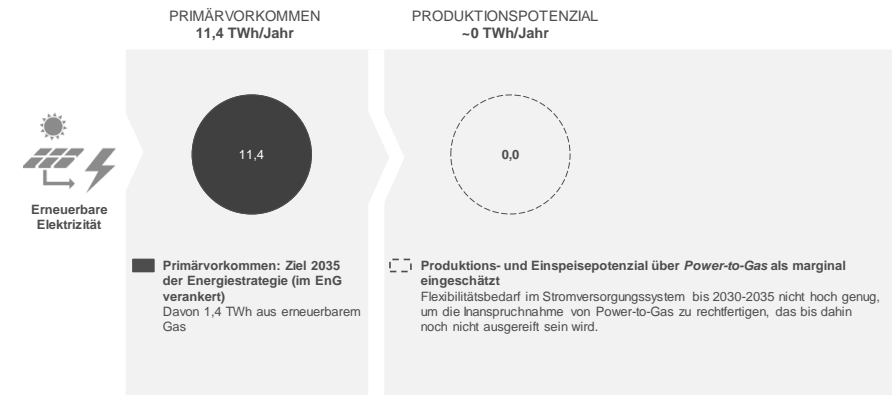 PRIMÄRVORKOMMEN
11,4 TWh/Jahr
PRODUKTIONSPOTENZIAL
~0 TWh/Jahr
11,4
0,0
Erneuerbare
Elektrizität
Primärvorkommen: Ziel 2035
der Energiestrategie (im EnG
verankert)
Davon 1,4 TWh aus erneuerbarem
Gas
Produktions- und Einspeisepotenzial über Power-to-Gas als marginal
eingeschätzt
Flexibilitätsbedarf im Stromversorgungssystem bis 2030-2035 nicht hoch genug,
um die Inanspruchnahme von Power-to-Gas zu rechtfertigen, das bis dahin
noch nicht ausgereift sein wird.